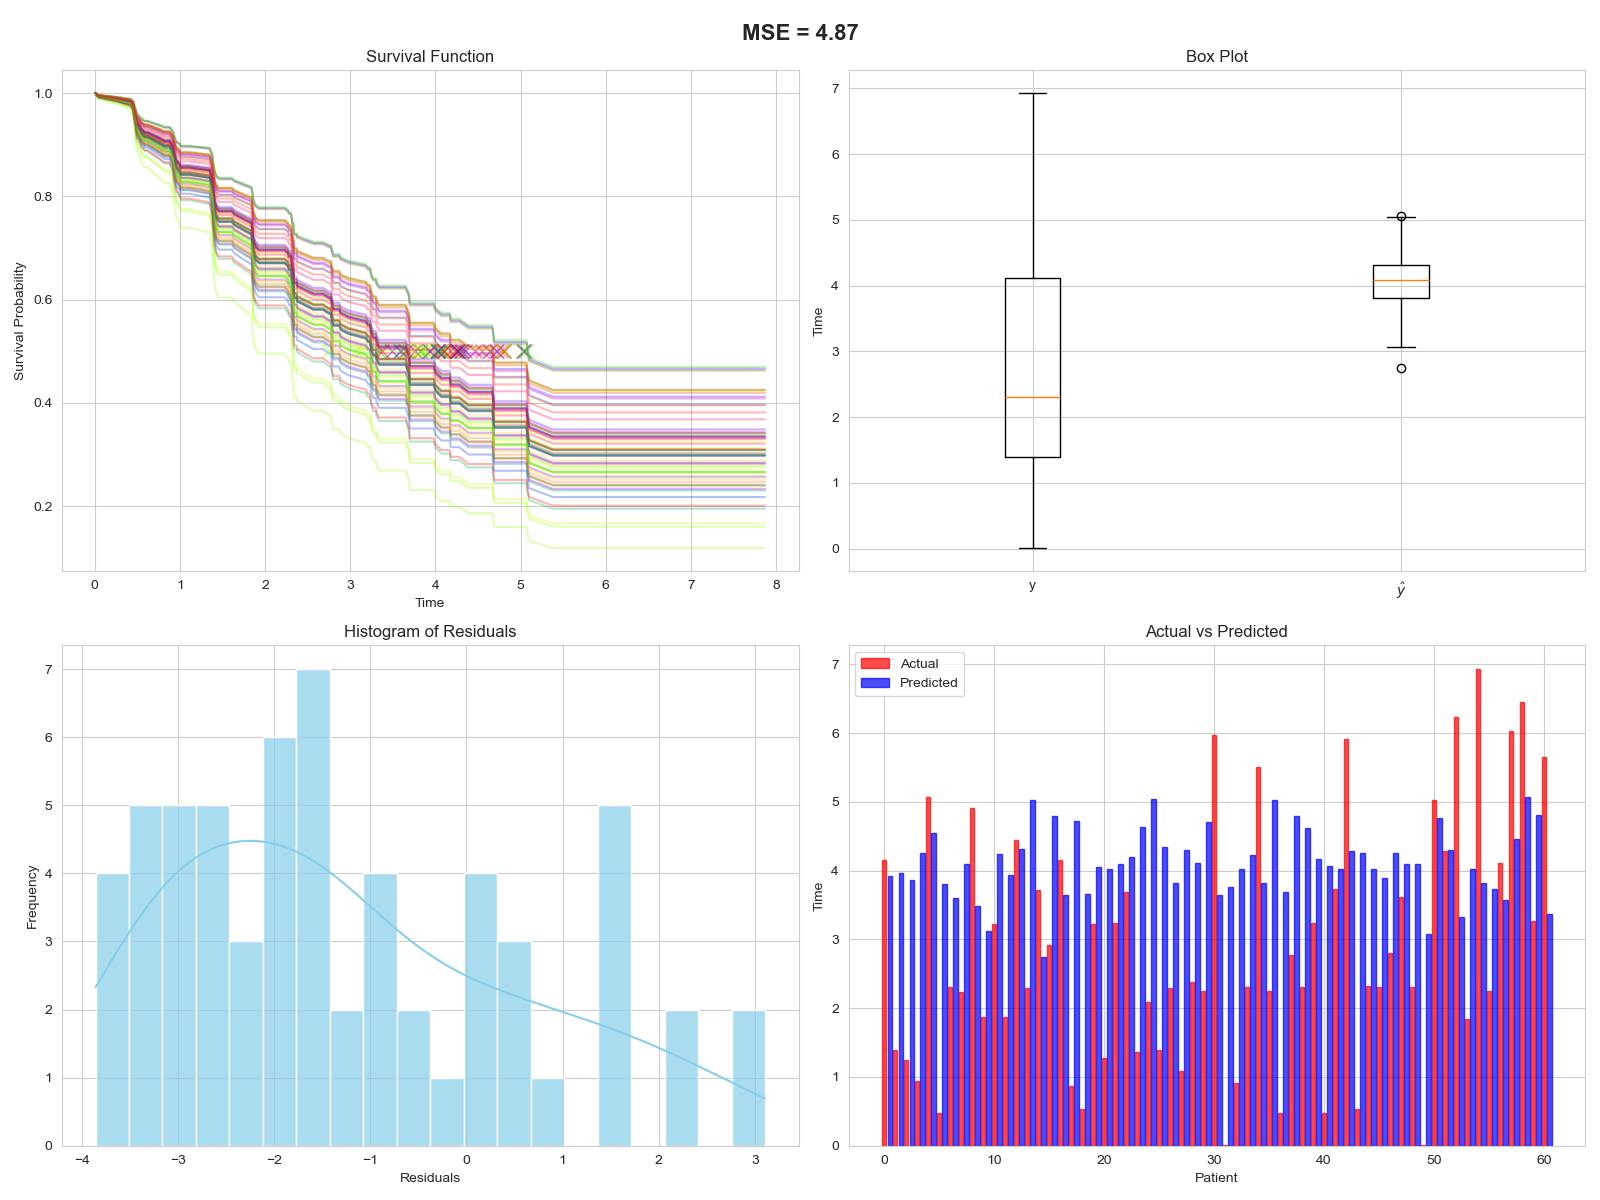 MSE = 4.87
Survival Function
Survival Probability
1.0
0.8
0.6
0.4
0.2
0 1 2 3 4 5 6 7 8
Time
Box Plot
Time
7
6
5
4
3
2
1
0
y ŷ
Histogram of Residuals
Frequency
7
6
5
4
3
2
1
0
−4 −3 −2 −1 0 1 2 3
Residuals
Actual vs Predicted
Actual
Predicted
Time
7
6
5
4
3
2
1
0
0 10 20 30 40 50 60
Patient